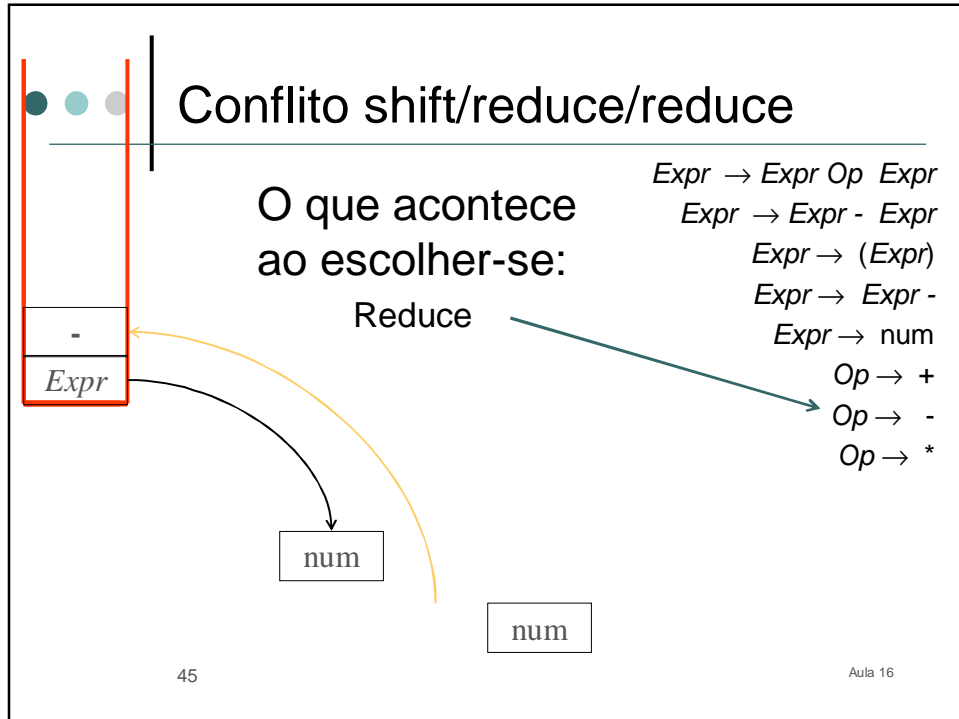 Conflito shift/reduce/reduce
O que acontece
ao escolher-se:
Reduce
Expr → Expr Op Expr
Expr → Expr - Expr
Expr → (Expr)
Expr → Expr -
Expr → num
Op → +
Op → -
Op → *
-
Expr
num
num
45
Aula 16